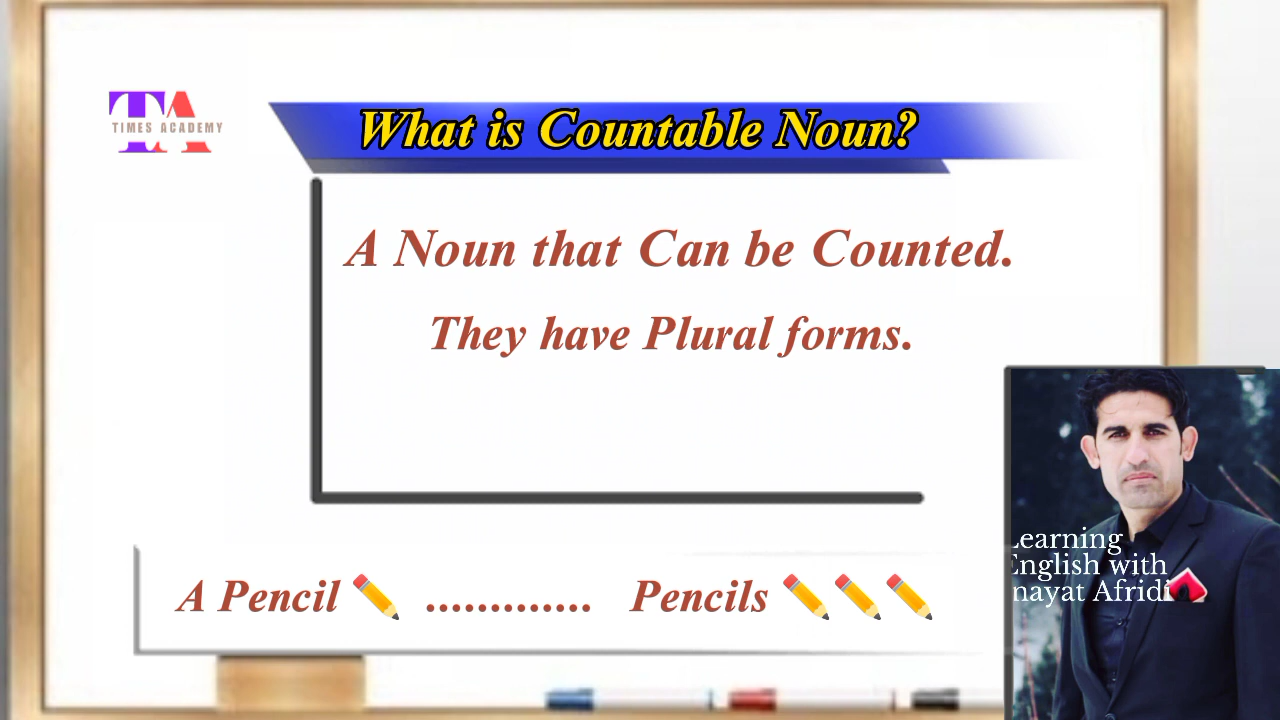 TA
TIMES ACADEMY
What is Countable Noun?
A Noun that Can be Counted.
They have Plural forms.
A Pencil ............. Pencils
Learning
English with
nayat Afridi